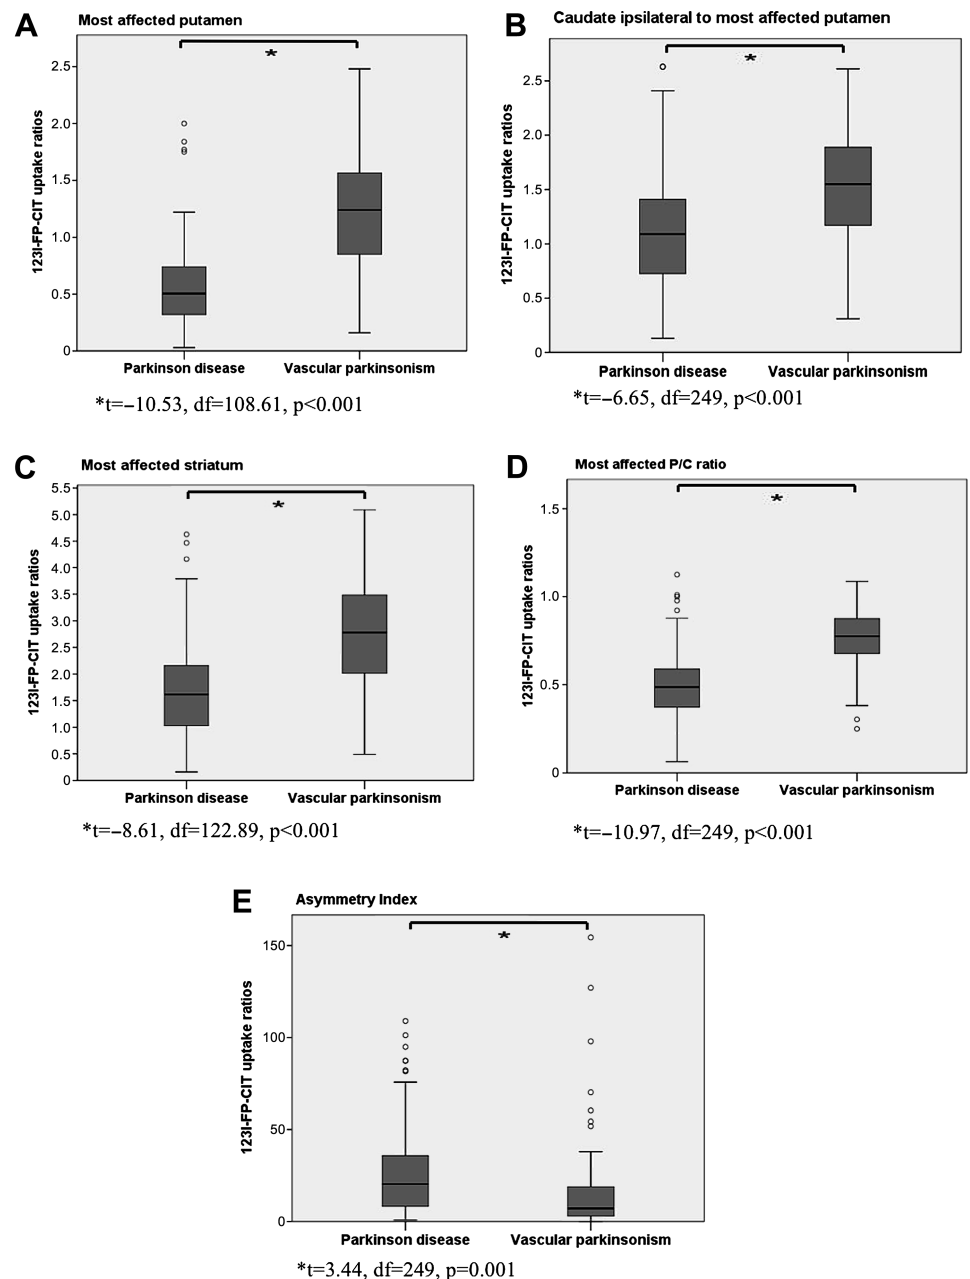 A
Most affected putamen
123I-FP-CIT uptake ratios
2.5
2.0
1.5
1.0
0.5
0
*
Parkinson disease
Vascular parkinsonism
*t=–10.53, df=108.61, p<0.001
B
Caudate ipsilateral to most affected putamen
123I-FP-CIT uptake ratios
2.5
2.0
1.5
1.0
0.5
0
*
Parkinson disease
Vascular parkinsonism
*t=–6.65, df=249, p<0.001
C
Most affected striatum
123I-FP-CIT uptake ratios
5.5
5.0
4.5
4.0
3.5
3.0
2.5
2.0
1.5
1.0
0.5
0
*
Parkinson disease
Vascular parkinsonism
*t=–8.61, df=122.89, p<0.001
D
Most affected P/C ratio
123I-FP-CIT uptake ratios
1.5
1.0
0.5
0
*
Parkinson disease
Vascular parkinsonism
*t=–10.97, df=249, p<0.001
E
Asymmetry Index
123I-FP-CIT uptake ratios
150
100
50
0
*
Parkinson disease
Vascular parkinsonism
*t=3.44, df=249, p=0.001